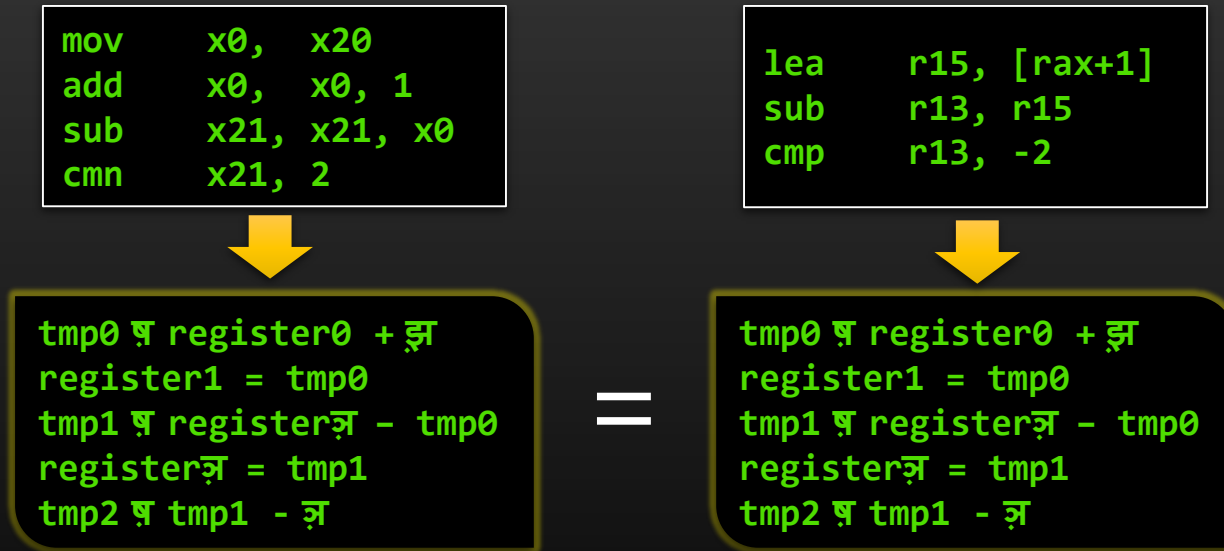 mov x0, x20
add x0, x0, 1
sub x21, x21, x0
cmn x21, 2
lea r15, [rax+1]
sub r13, r15
cmp r13, -2
tmp0 ष़ register0 + झ़
register1 = tmp0
tmp1 ष़ registerञ़ – tmp0
registerञ़ = tmp1
tmp2 ष़ tmp1 - ञ़
=
tmp0 ष़ register0 + झ़
register1 = tmp0
tmp1 ष़ registerञ़ – tmp0
registerञ़ = tmp1
tmp2 ष़ tmp1 - ञ़